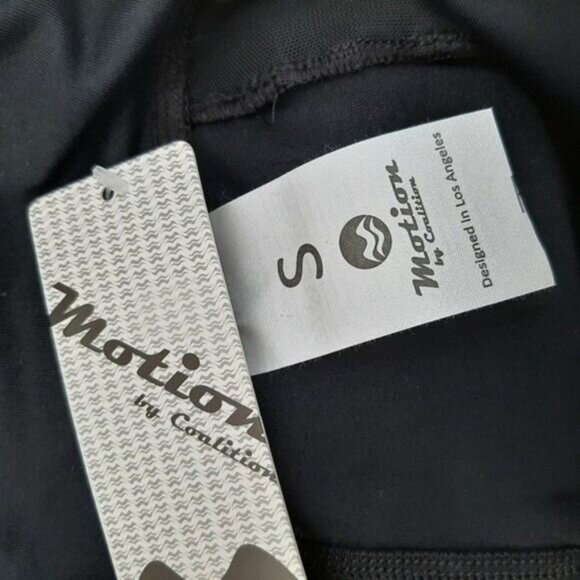 Motion
by Coalition
S
Motion
by Coalition
Designed in Los Angeles